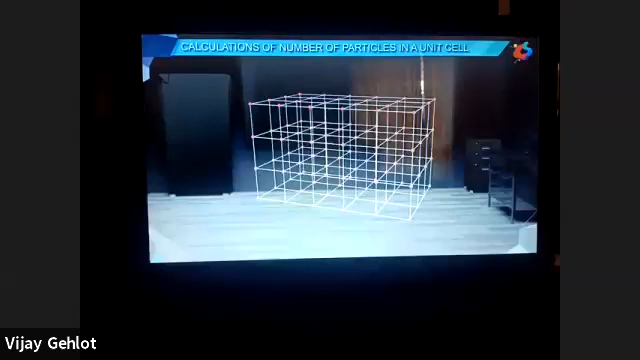 CALCULATIONS OF NUMBER OF PARTICLES IN A UNIT CELL
Vijay Gehlot